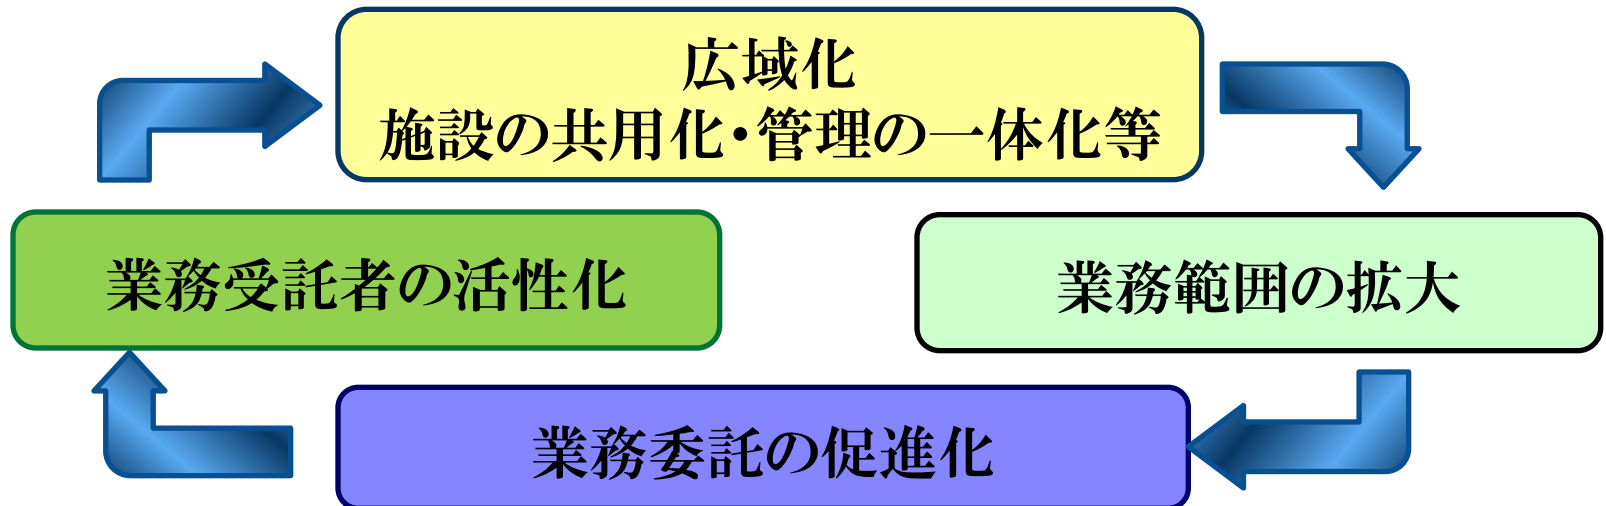 広域化
施設の共用化・管理の一体化等
業務受託者の活性化
業務範囲の拡大
業務委託の促進化